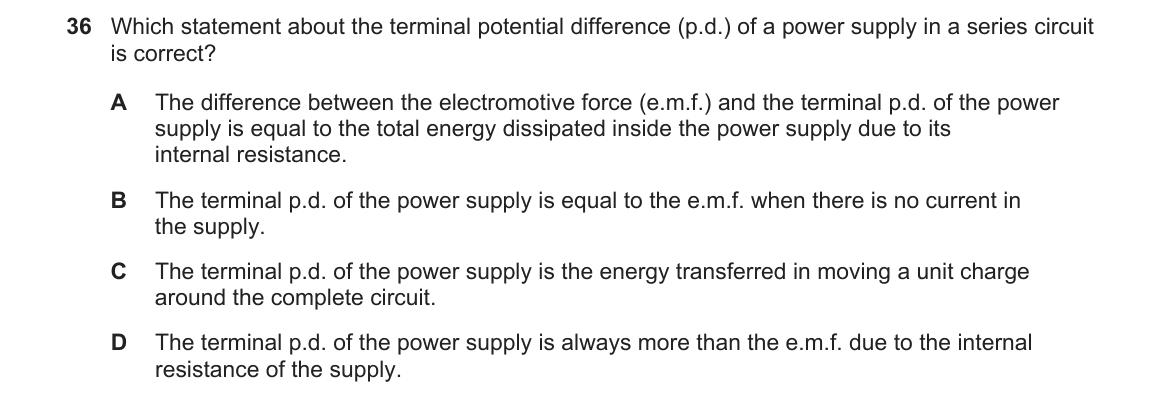 36 Which statement about the terminal potential difference (p.d.) of a power supply in a series circuit
is correct?
A The difference between the electromotive force (e.m.f.) and the terminal p.d. of the power
supply is equal to the total energy dissipated inside the power supply due to its
internal resistance.
B The terminal p.d. of the power supply is equal to the e.m.f. when there is no current in
the supply.
C The terminal p.d. of the power supply is the energy transferred in moving a unit charge
around the complete circuit.
D The terminal p.d. of the power supply is always more than the e.m.f. due to the internal
resistance of the supply.